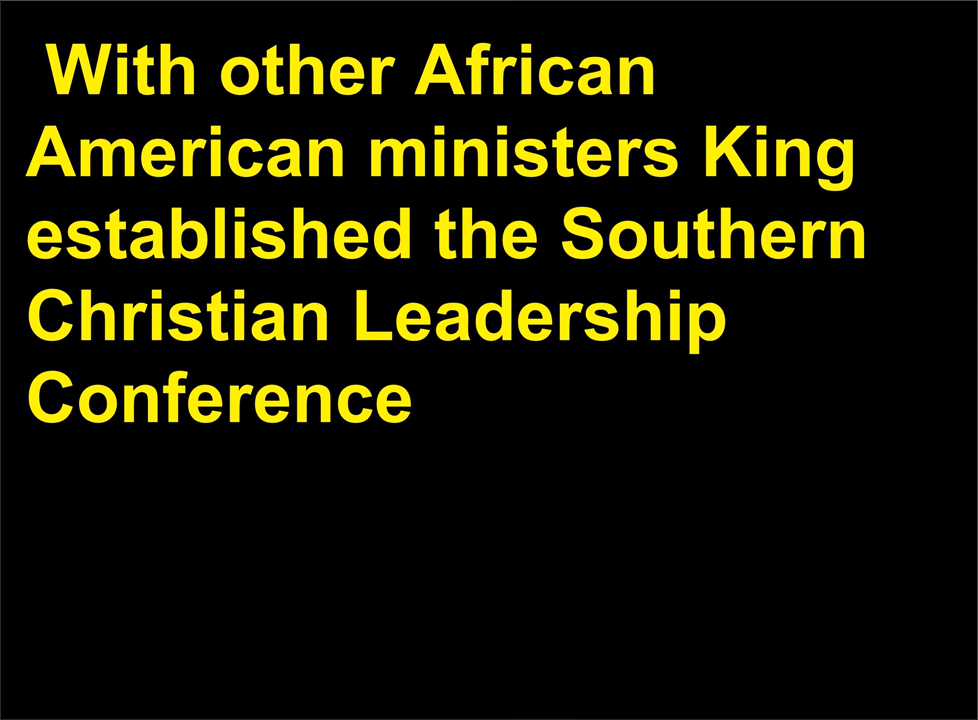 With other African
American ministers King
established the Southern
Christian Leadership
Conference